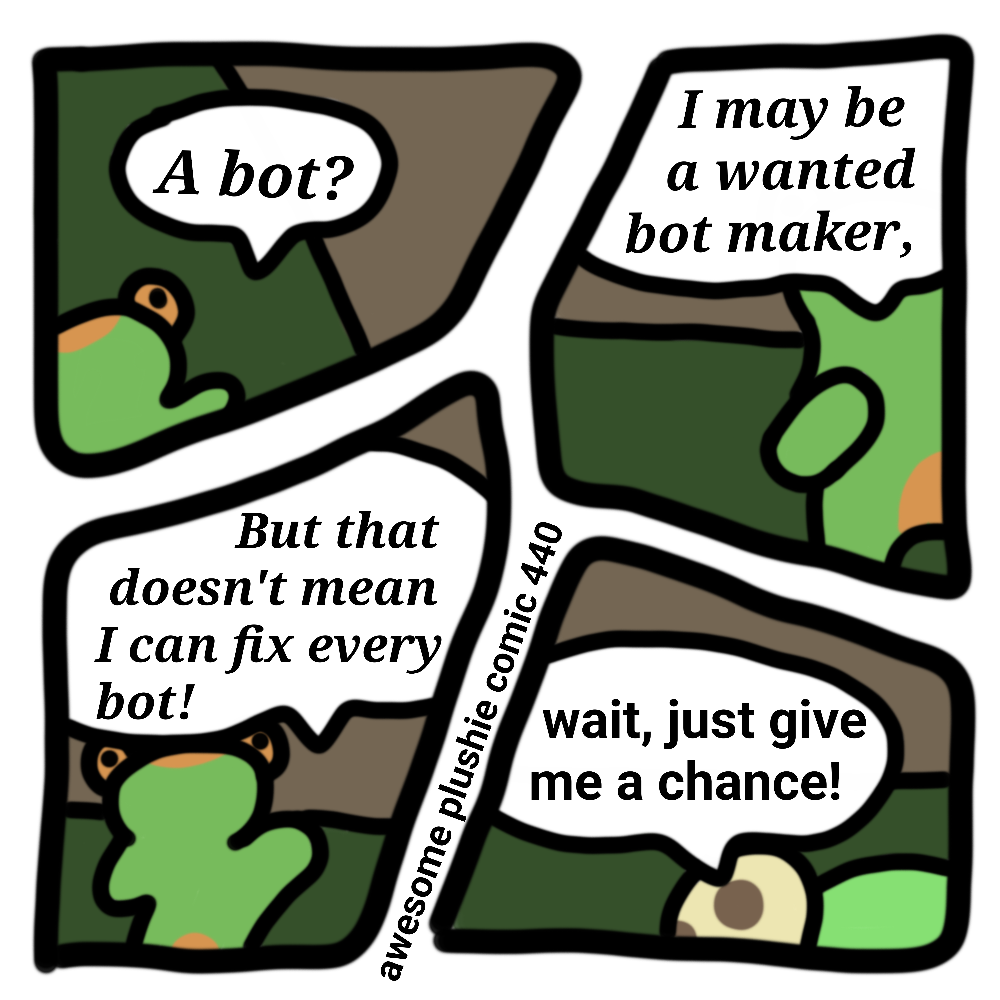 A bot?
I may be
a wanted
bot maker,
But that
doesn't mean
I can fix every
bot!
awesome plushie comic 440
wait, just give
me a chance!